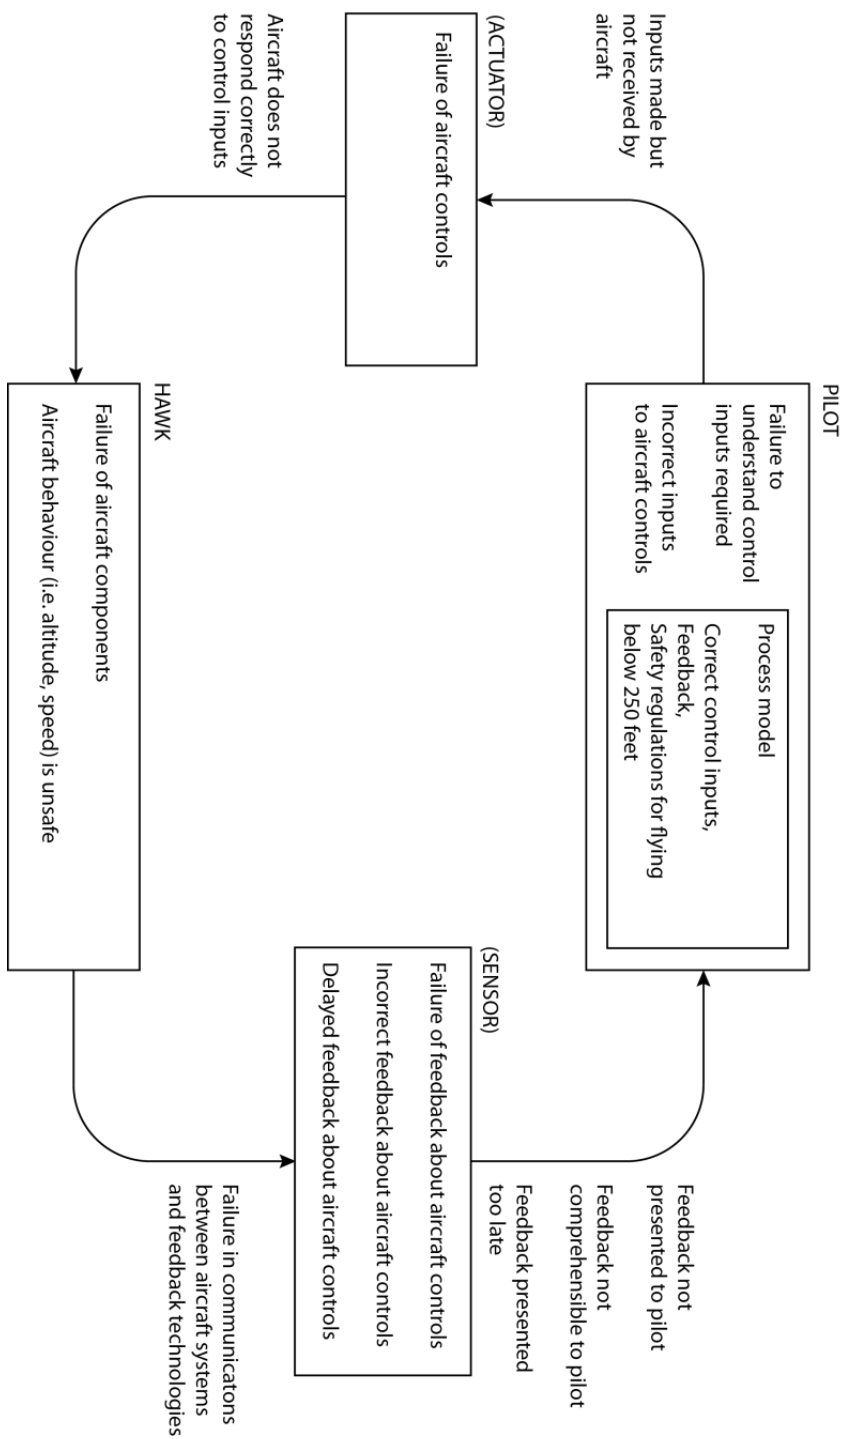 PILOT
Failure to
understand control
inputs required
Incorrect inputs
to aircraft controls
Process model
Correct control inputs,
Feedback,
Safety regulations for flying
below 250 feet
Inputs made but
not received by
aircraft
(ACTUATOR)
Failure of aircraft controls
Aircraft does not
respond correctly
to control inputs
HAWK
Failure of aircraft components
Aircraft behaviour (i.e. altitude, speed) is unsafe
Failure in communicatons
between aircraft systems
and feedback technologies
(SENSOR)
Failure of feedback about aircraft controls
Incorrect feedback about aircraft controls
Delayed feedback about aircraft controls
Feedback not
presented to pilot
Feedback not
comprehensible to pilot
Feedback presented
too late